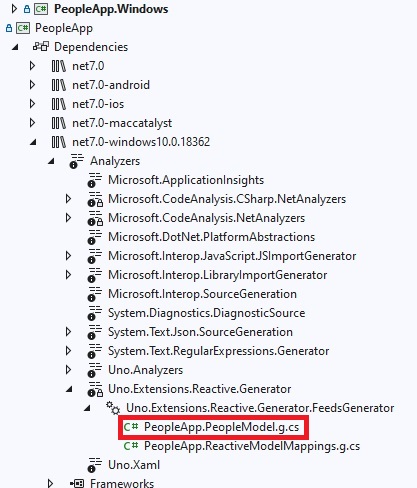 PeopleApp.Windows
PeopleApp
Dependencies
net7.0
net7.0-android
net7.0-ios
net7.0-maccatalyst
net7.0-windows10.0.18362
Analyzers
Microsoft.ApplicationInsights
Microsoft.CodeAnalysis.CSharp.NetAnalyzers
Microsoft.CodeAnalysis.NetAnalyzers
Microsoft.DotNet.PlatformAbstractions
Microsoft.Interop.JavaScript.JSImportGenerator
Microsoft.Interop.LibraryImportGenerator
Microsoft.Interop.SourceGeneration
System.Diagnostics.DiagnosticSource
System.Text.Json.SourceGeneration
System.Text.RegularExpressions.Generator
Uno.Analyzers
Uno.Extensions.Reactive.Generator
Uno.Extensions.Reactive.Generator.FeedsGenerator
C# PeopleApp.PeopleModel.g.cs
C# PeopleApp.ReactiveModelMappings.g.cs
Uno.Xaml
Frameworks